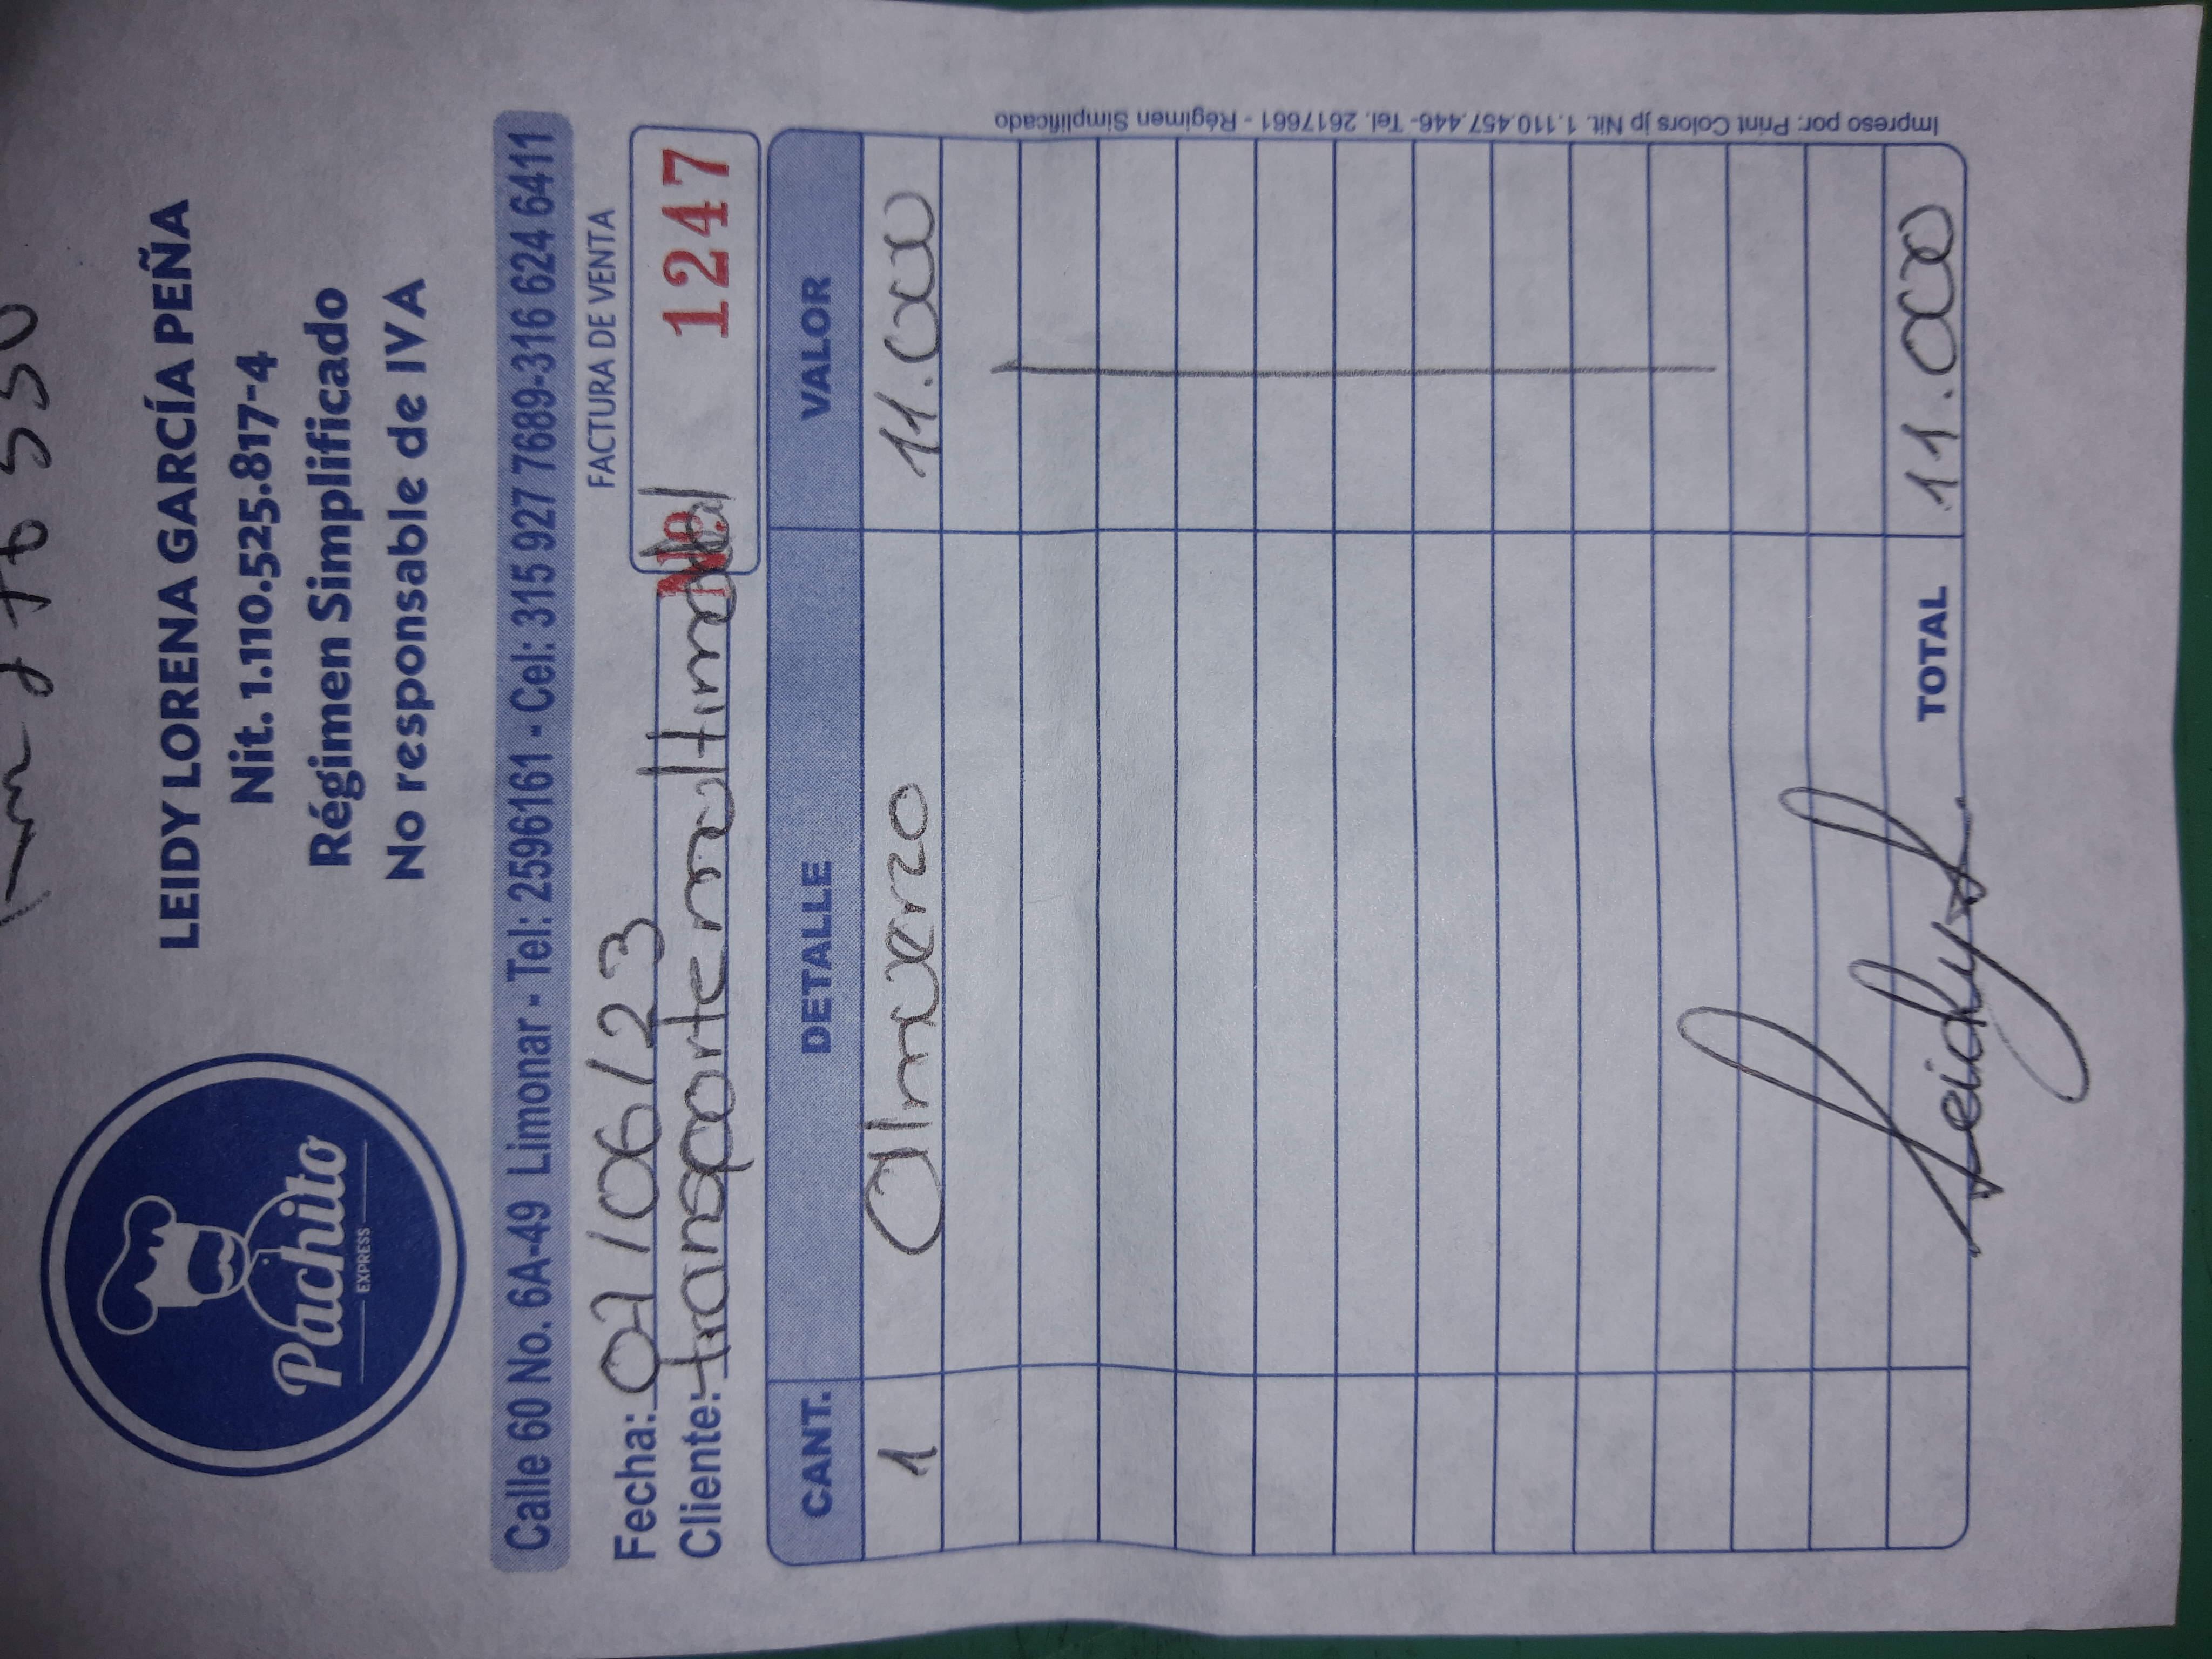 LEIDY LORENA GARCÍA PEÑA
Nit. 1.110.525.817-4
Régimen Simplificado
No responsable de IVA
Pachito
EXPRESS
Calle 60 No. 6A-49 Limonar - Tel: 2596161 - Cel: 315 927 7689-316 624 6411
FACTURA DE VENTA
Fecha: 07/06/23
Nº 1247
Cliente: transporte multimodal
CANT. DETALLE VALOR
1 Almuerzo 11.000
TOTAL 11.000
Leidy
Impreso por: Print Colors jp Nit. 1.110.457.446- Tel. 2617661 - Régimen Simplificado